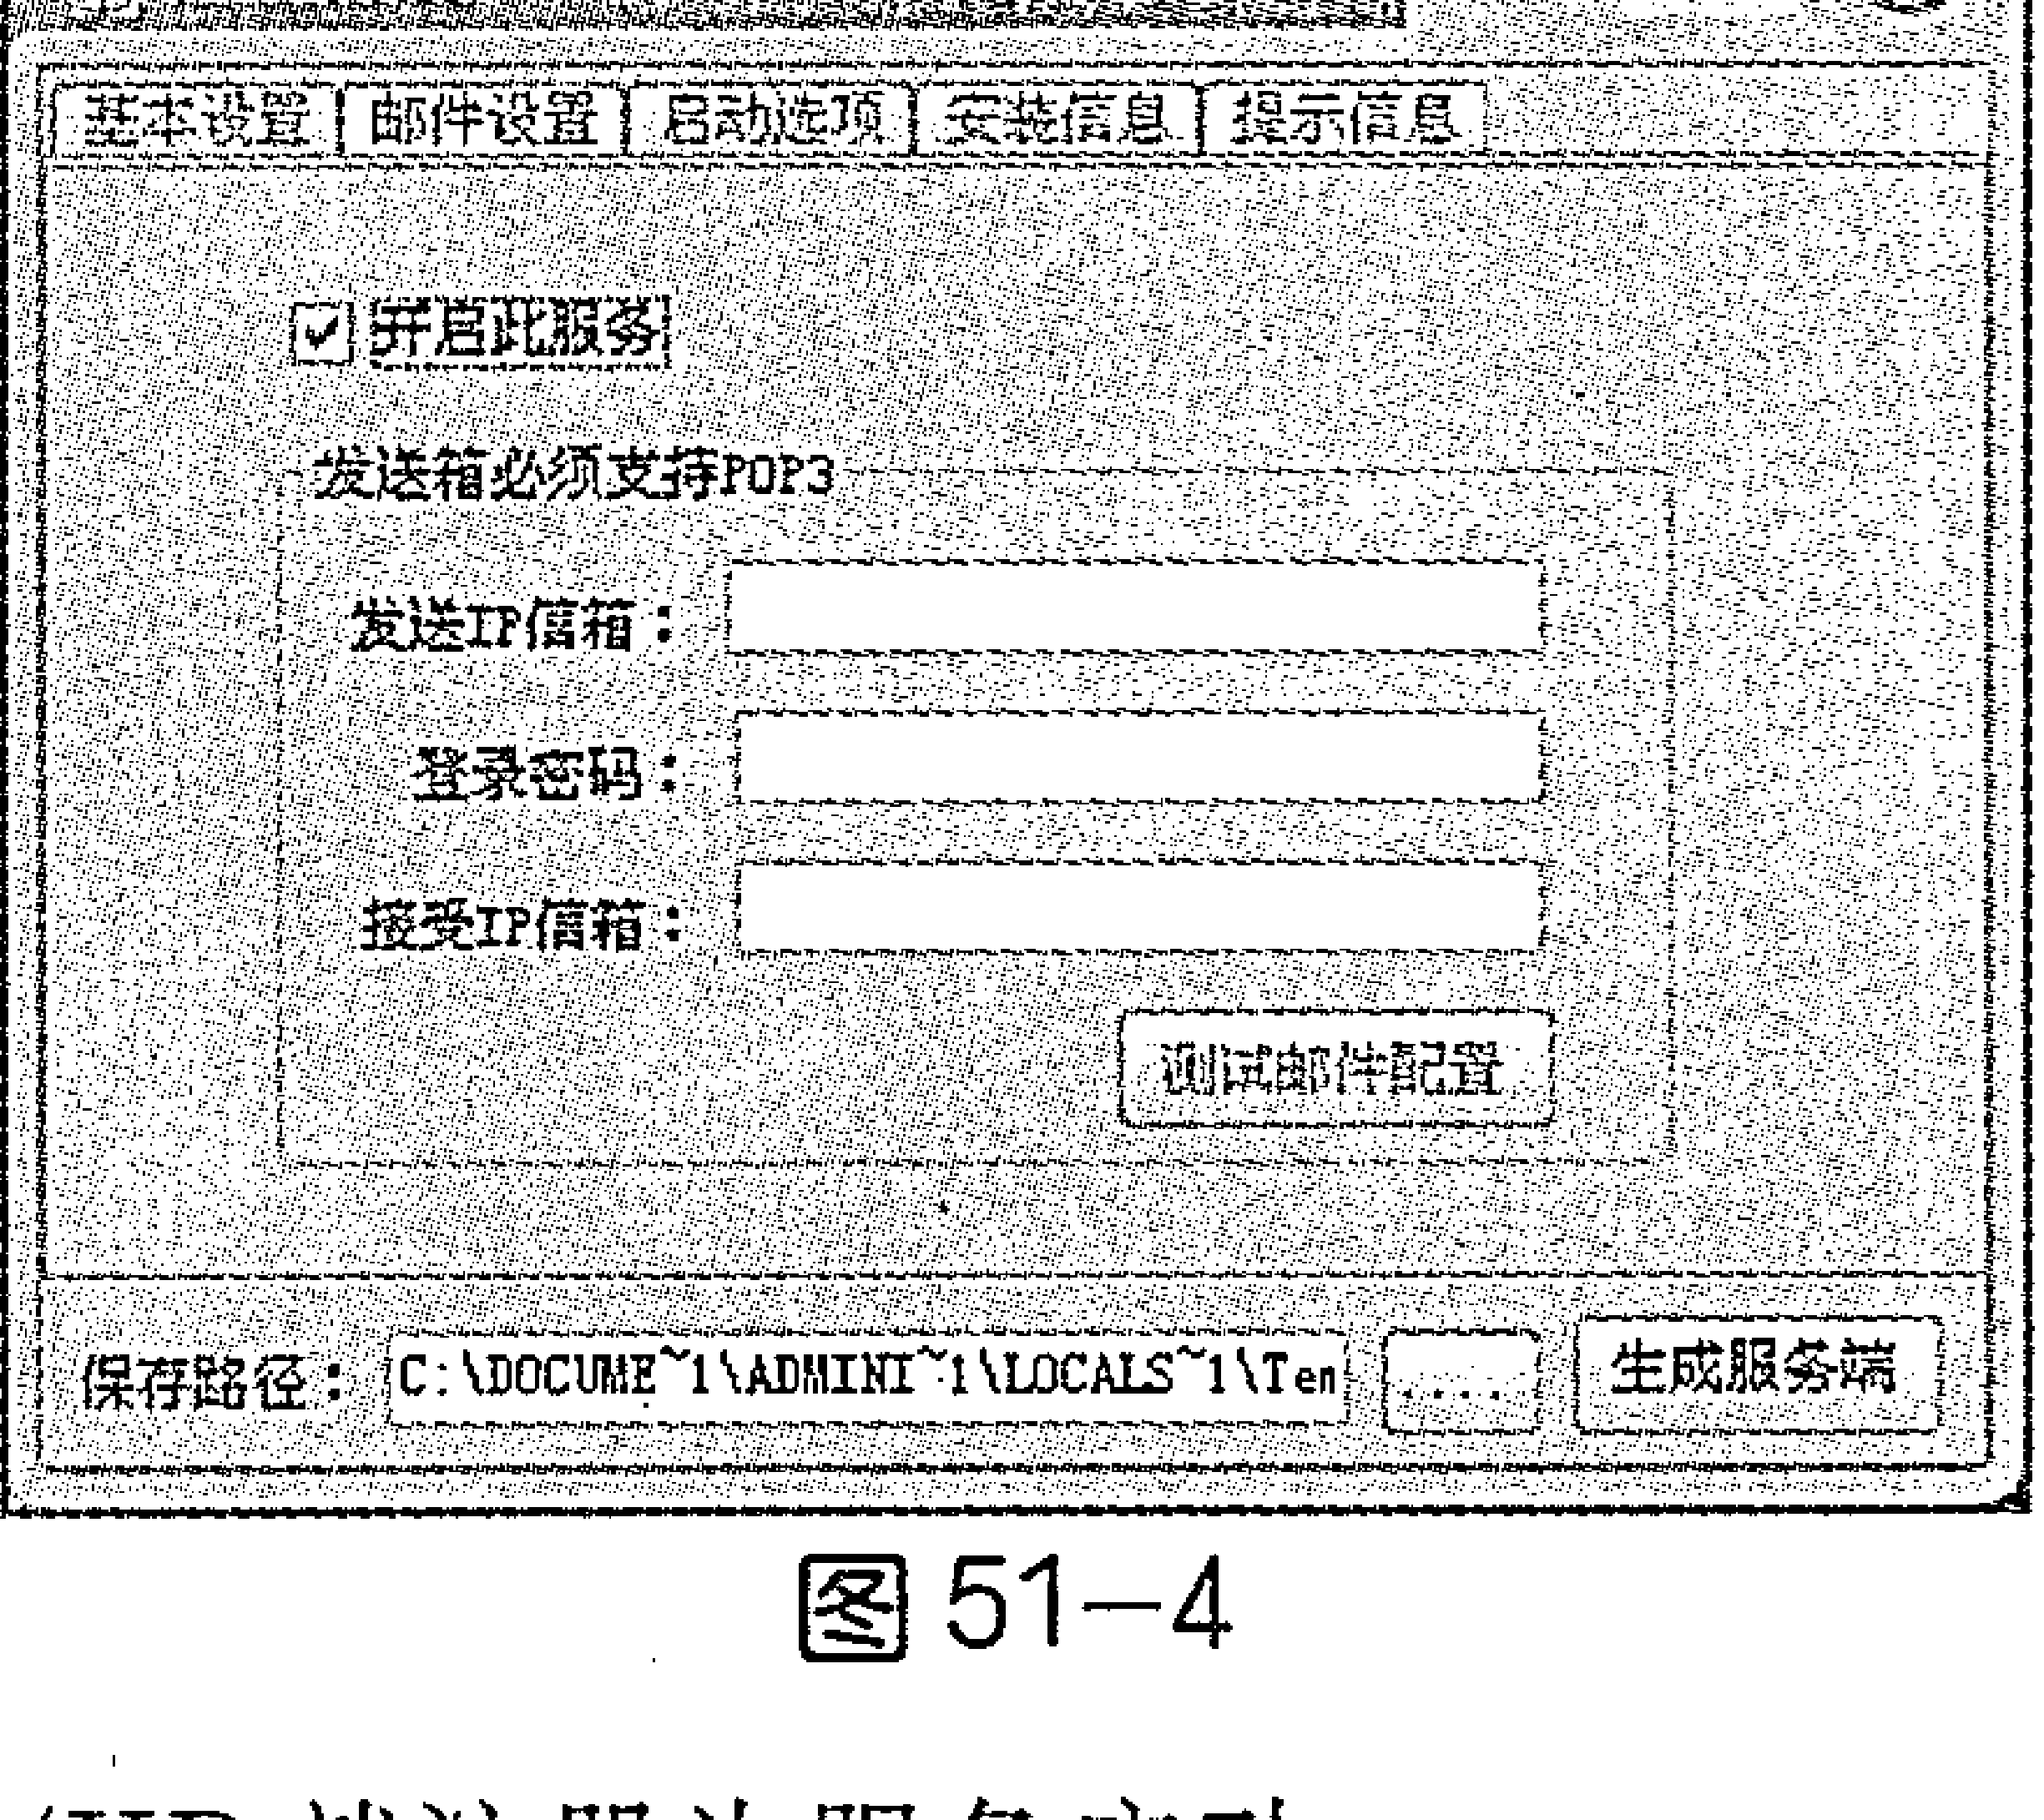 基本设置 邮件设置 启动选项 安装信息 提示信息
开启此服务
发送箱必须支持POP3
发送IP信箱：
登录密码：
接受IP信箱：
测试邮件配置
保存路径： C:\DOCUME~1\ADMINI~1\LOCALS~1\Tem ..... 生成服务端
图 51-4